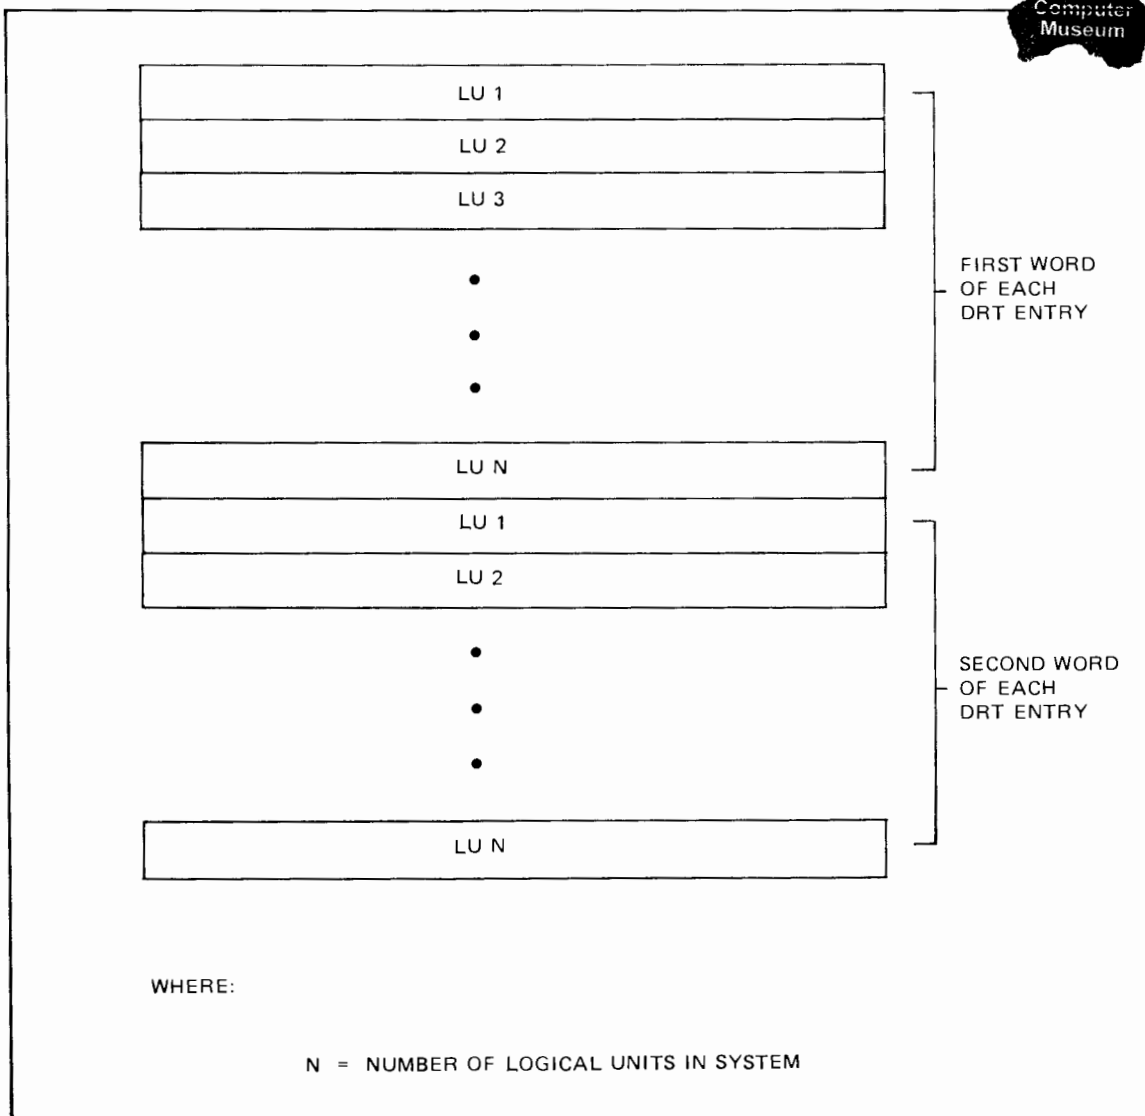 Computer
Museum
LU 1
LU 2
LU 3
LU N
LU 1
LU 2
LU N
FIRST WORD
OF EACH
DRT ENTRY
SECOND WORD
OF EACH
DRT ENTRY
WHERE:
N = NUMBER OF LOGICAL UNITS IN SYSTEM